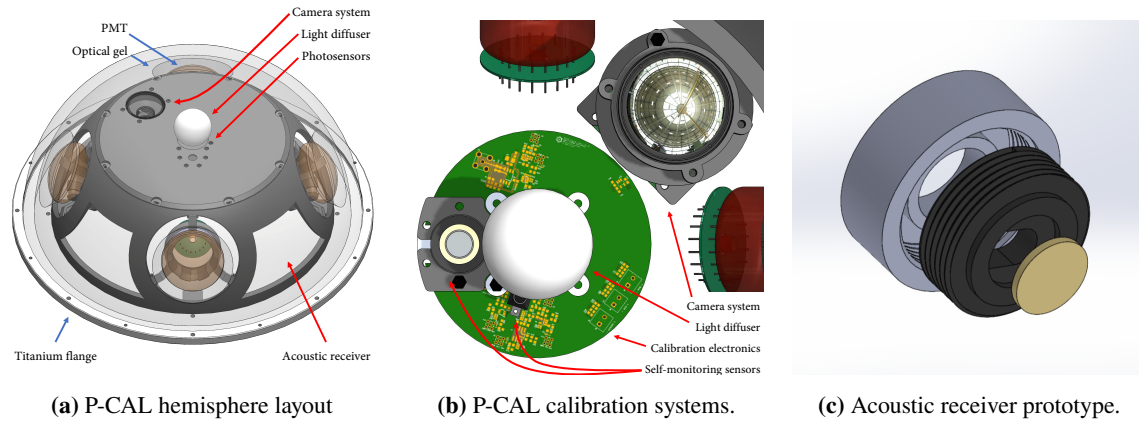 Camera system
PMT
Light diffuser
Optical gel
Photosensors
Titanium flange
Acoustic receiver
Camera system
Light diffuser
Calibration electronics
Self-monitoring sensors
(a) P-CAL hemisphere layout
(b) P-CAL calibration systems.
(c) Acoustic receiver prototype.